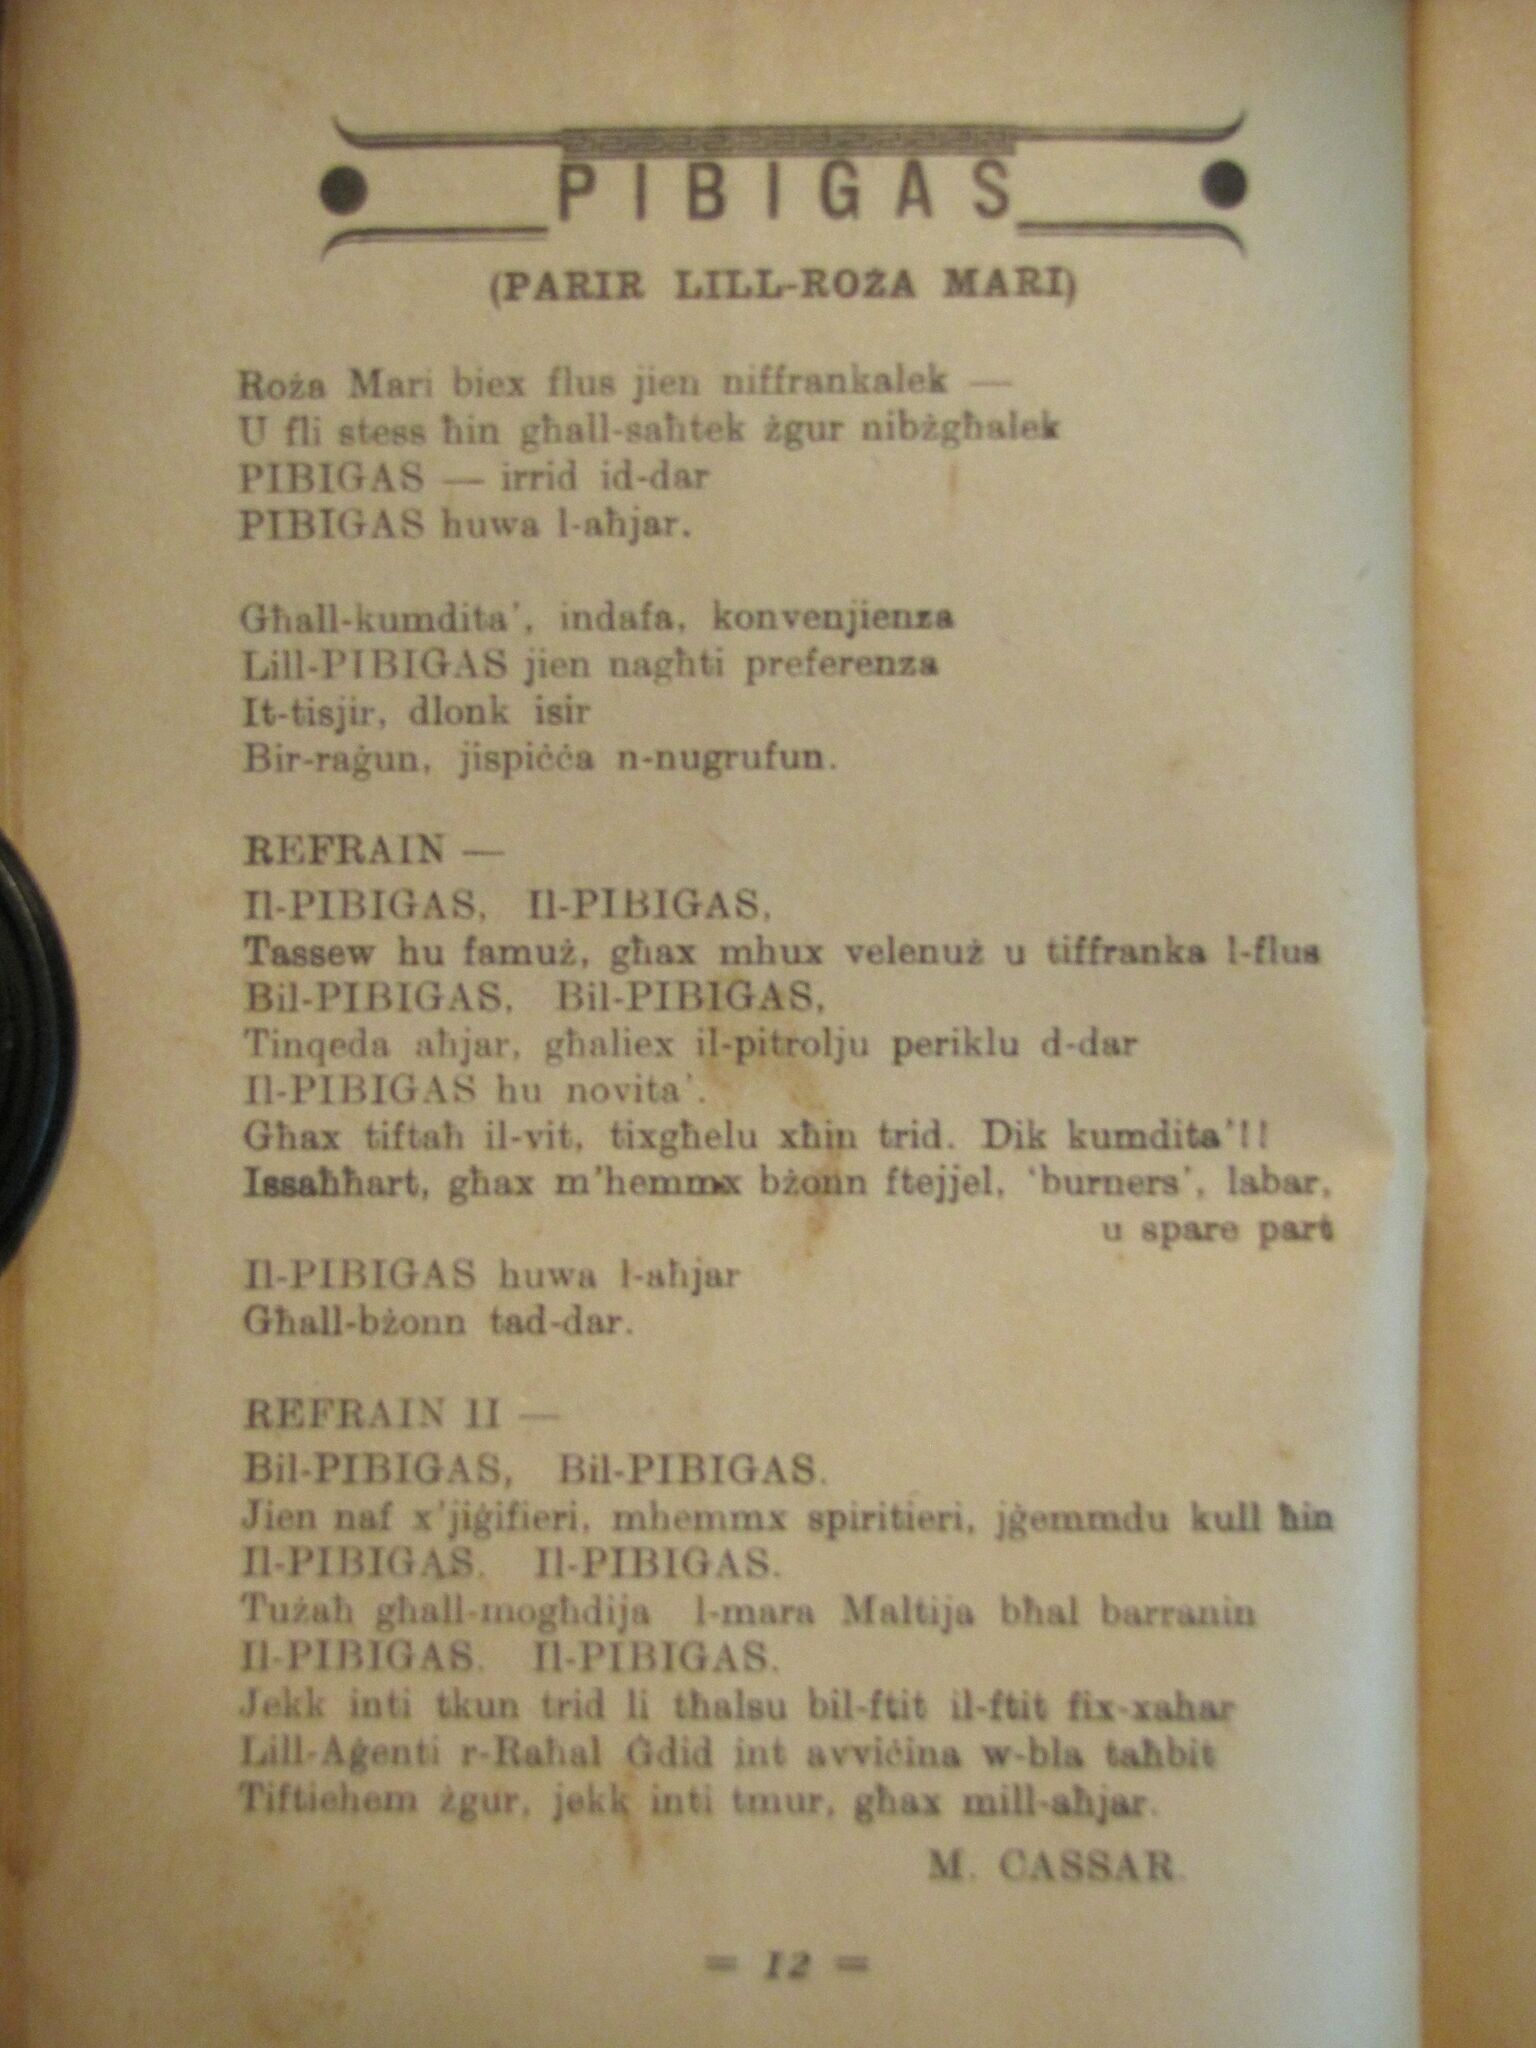 PIBIGAS
(PARIR LILL-ROŻA MARI)
Roża Mari biex flus jien niffrankalek —
U fli stess ħin għall-saħtek żgur nibżgħalek
PIBIGAS — irrid id-dar
PIBIGAS huwa l-aħjar.
Għall-kumdita', indafa, konvenjienza
Lill-PIBIGAS jien nagħti preferenza
It-tisjir, dlonk isir
Bir-raġun, jispiċċa n-nugrufun.
REFRAIN —
Il-PIBIGAS, Il-PIBIGAS,
Tassew hu famuż, għax mhux velenuż u tiffranka l-flus
Bil-PIBIGAS, Bil-PIBIGAS,
Tinqeda aħjar, għaliex il-pitrolju periklu d-dar
Il-PIBIGAS hu novita'.
Għax tiftaħ il-vit, tixgħelu xħin trid. Dik kumdita'!!
Issaħħart, għax m'hemmx bżonn ftejjel, 'burners', labar,
u spare part
Il-PIBIGAS huwa l-aħjar
Għall-bżonn tad-dar.
REFRAIN II —
Bil-PIBIGAS, Bil-PIBIGAS.
Jien naf x'jiġifieri, mhemmx spiritieri, jġemmdu kull ħin
Il-PIBIGAS. Il-PIBIGAS.
Tużaħ għall-mogħdija l-mara Maltija bħal barranin
Il-PIBIGAS. Il-PIBIGAS.
Jekk inti tkun trid li tħalsu bil-ftit il-ftit fix-xahar
Lill-Aġenti r-Raħal Ġdid int avviċina w-bla taħbit
Tiftiehem żgur, jekk inti tmur, għax mill-aħjar.
M. CASSAR.
= 12 =